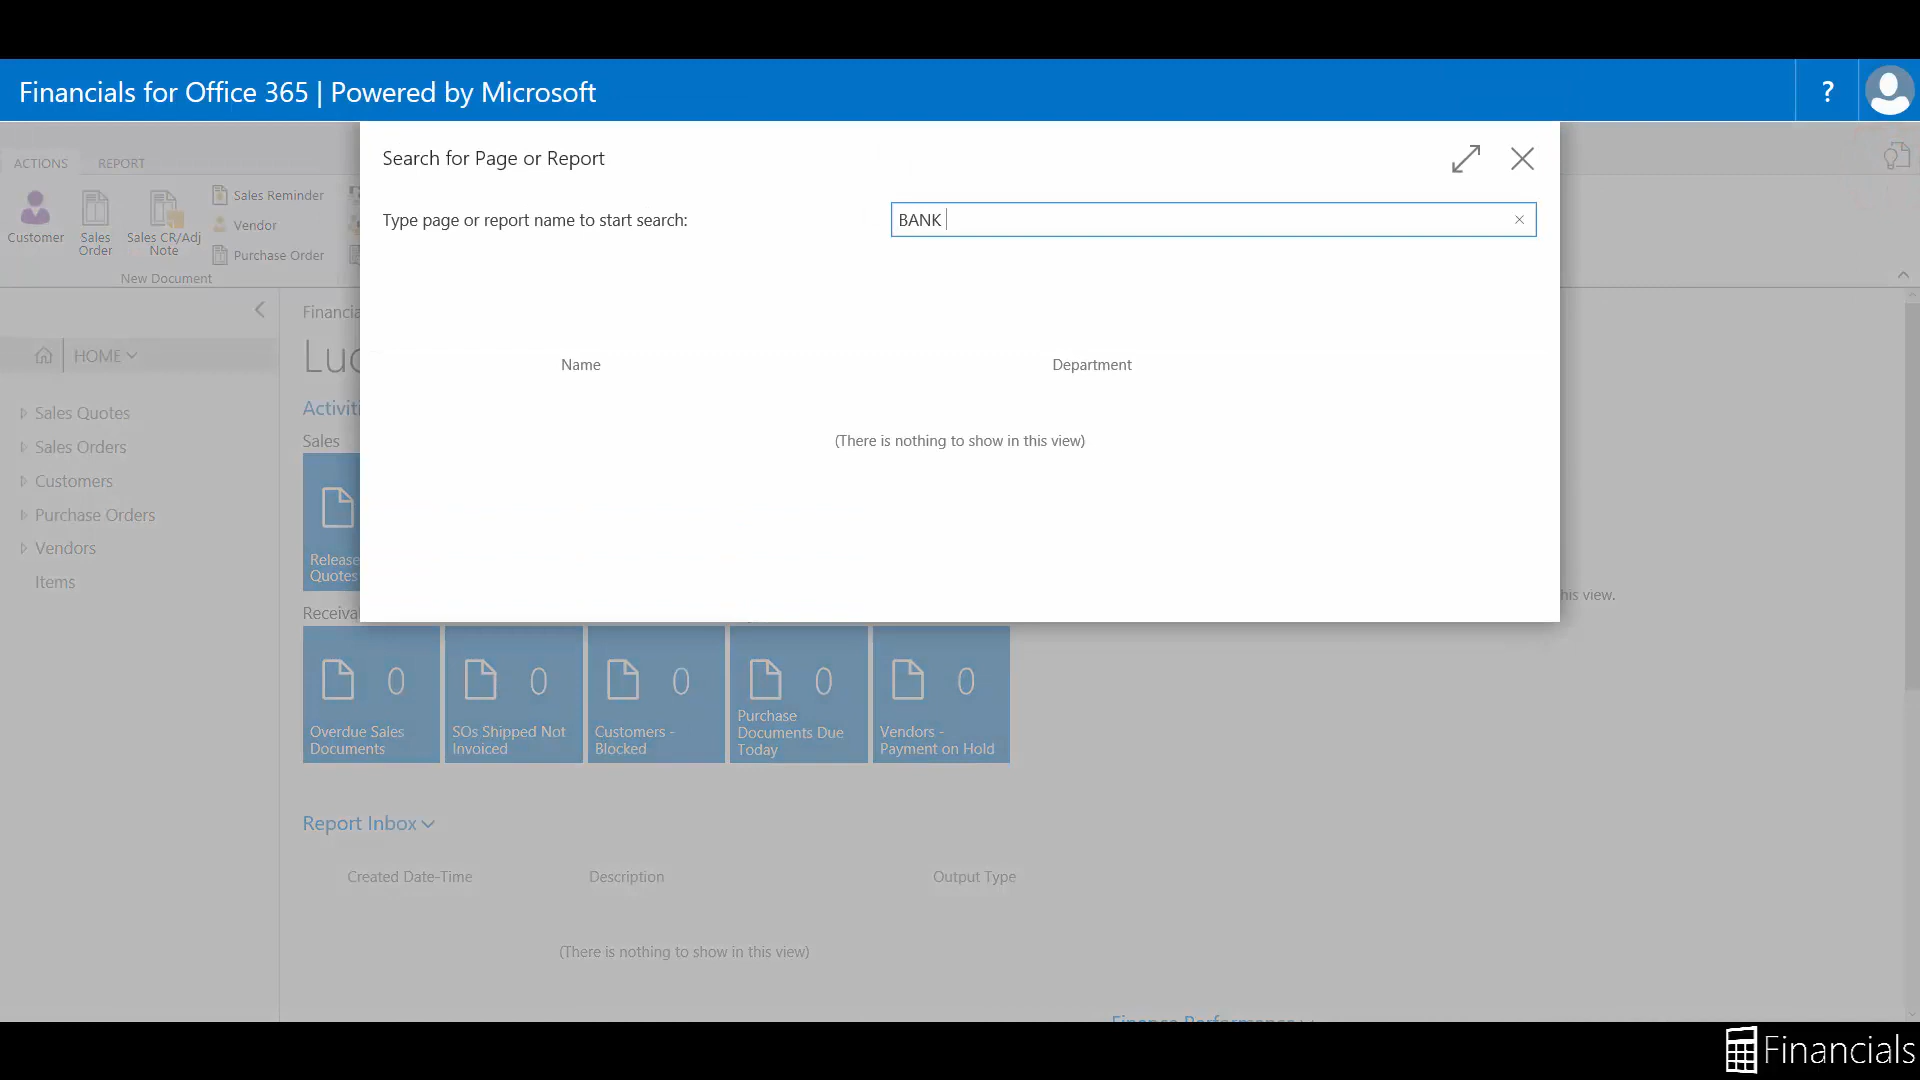 Financials for Office 365 | Powered by Microsoft
?
Search for Page or Report
ACTIONS
REPORT
Type page or report name to start search:
BANK
Customer
Sales
Order
Sales CR/Adj
Note
Sales Reminder
Vendor
Purchase Order
New Document
Name
Department
(There is nothing to show in this view)
HOME
Sales Quotes
Sales Orders
Customers
Purchase Orders
Vendors
Items
Sales
Quotes
his view.
0
Overdue Sales
Documents
0
SOs Shipped Not
Invoiced
0
Customers -
Blocked
0
Purchase
Documents Due
Today
0
Vendors -
Payment on Hold
Report Inbox
Created Date-Time
Description
Output Type
(There is nothing to show in this view)
Financials